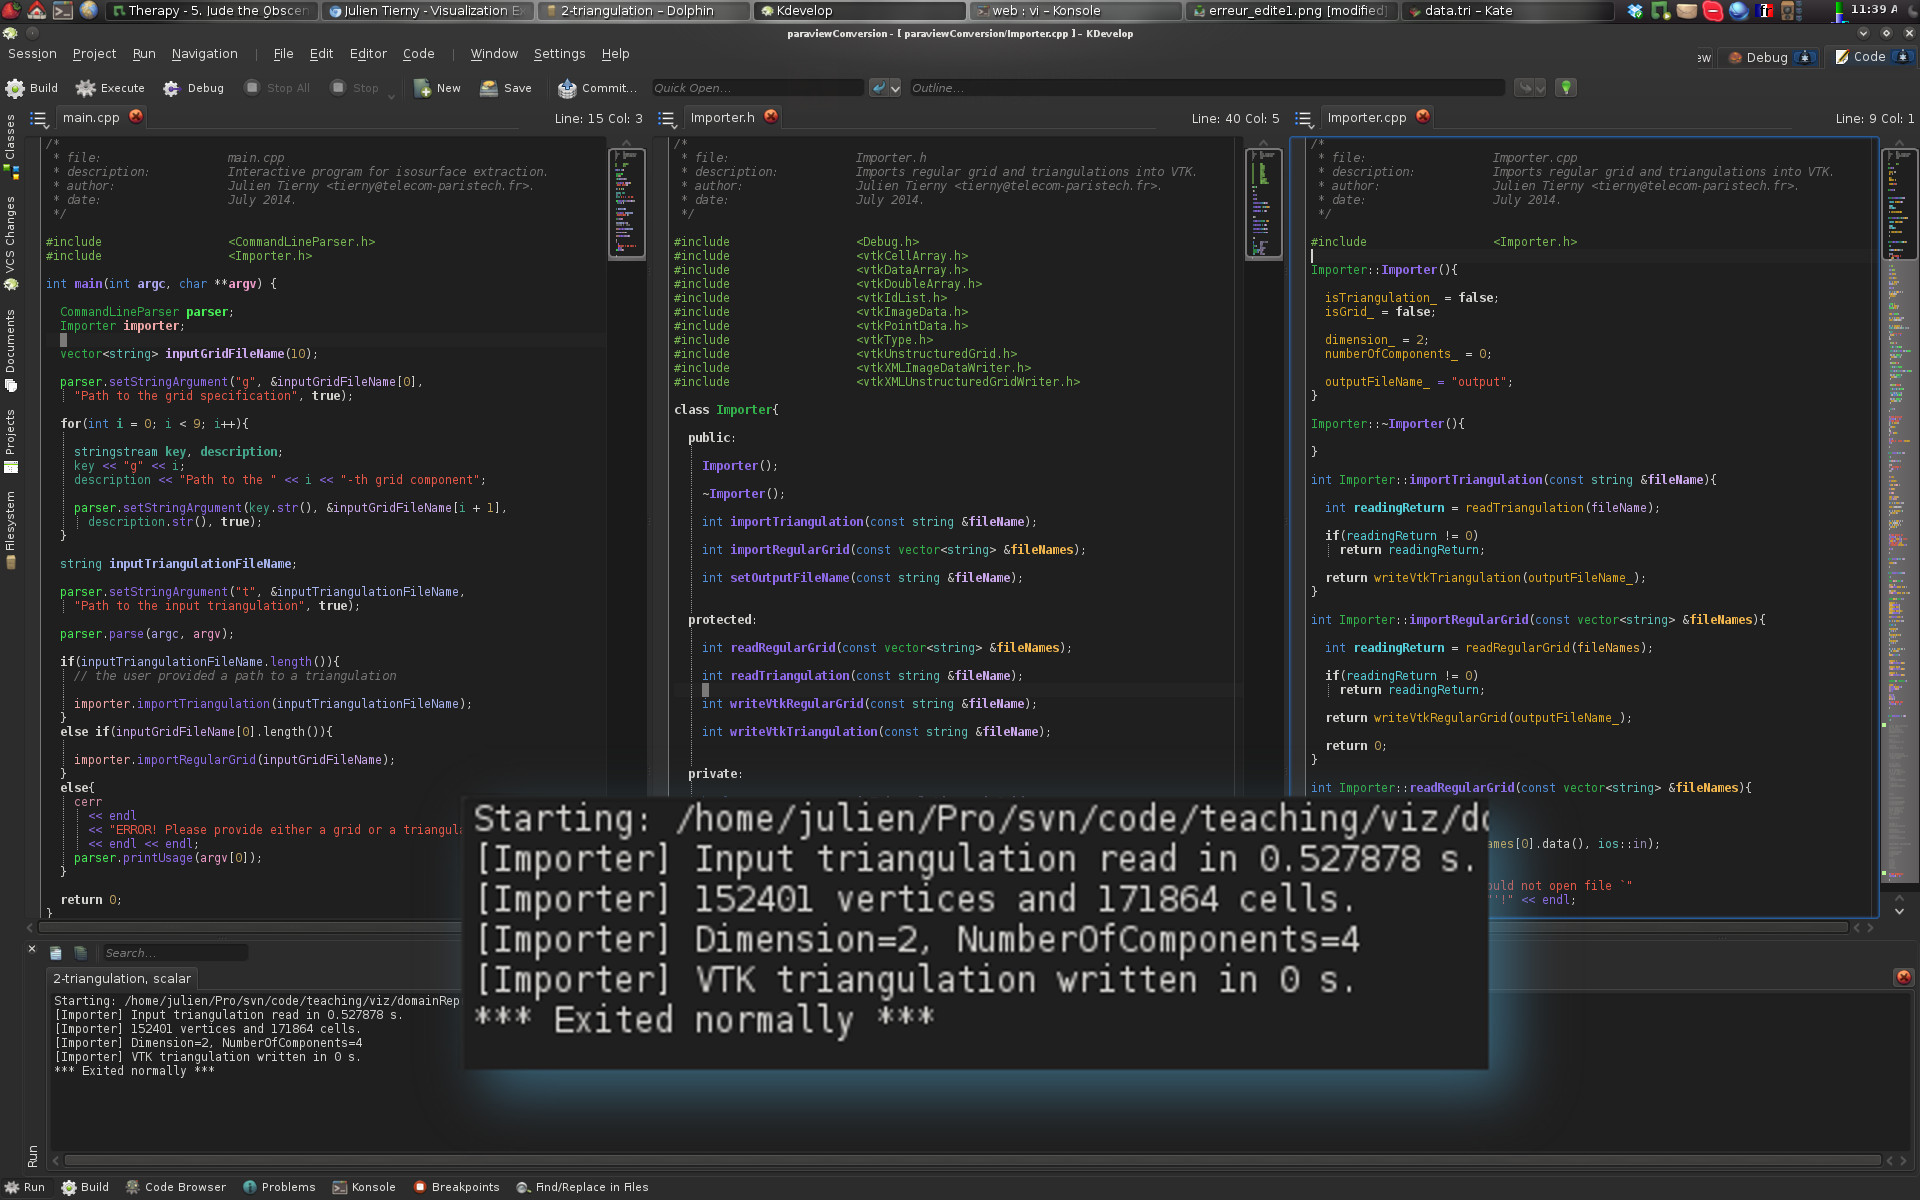 Therapy - 5. Jude the Obscen
Julien Tierny - Visualization E
2-triangulation – Dolphin
Kdevelop
web : vi – Konsole
erreur_edite1.png [modified]
data.tri – Kate
11:39 A
paraviewConversion - [ paraviewConversion/Importer.cpp ] – KDevelop
Session Project Run Navigation File Edit Editor Code Window Settings Help
ew Debug Code
Build Execute Debug Stop All Stop New Save Commit... Quick Open... Outline...
main.cpp Line: 15 Col: 3
Importer.h Line: 40 Col: 5
Importer.cpp Line: 9 Col: 1
Classes
VCS Changes
Documents
Projects
Filesystem
/*
 * file: main.cpp
 * description: Interactive program for isosurface extraction.
 * author: Julien Tierny <tierny@telecom-paristech.fr>.
 * date: July 2014.
 */
#include <CommandLineParser.h>
#include <Importer.h>
int main(int argc, char **argv) {
CommandLineParser parser;
Importer importer;
vector<string> inputGridFileName(10);
parser.setStringArgument("g", &inputGridFileName[0],
"Path to the grid specification", true);
for(int i = 0; i < 9; i++){
stringstream key, description;
key << "g" << i;
description << "Path to the " << i << "-th grid component";
parser.setStringArgument(key.str(), &inputGridFileName[i + 1],
description.str(), true);
}
string inputTriangulationFileName;
parser.setStringArgument("t", &inputTriangulationFileName,
"Path to the input triangulation", true);
parser.parse(argc, argv);
if(inputTriangulationFileName.length()){
// the user provided a path to a triangulation
importer.importTriangulation(inputTriangulationFileName);
}
else if(inputGridFileName[0].length()){
importer.importRegularGrid(inputGridFileName);
}
else{
cerr
<< endl
<< "ERROR! Please provide either a grid or a triangul
<< endl << endl;
parser.printUsage(argv[0]);
}
return 0;
}
/*
 * file: Importer.h
 * description: Imports regular grid and triangulations into VTK.
 * author: Julien Tierny <tierny@telecom-paristech.fr>.
 * date: July 2014.
 */
#include <Debug.h>
#include <vtkCellArray.h>
#include <vtkDataArray.h>
#include <vtkDoubleArray.h>
#include <vtkIdList.h>
#include <vtkImageData.h>
#include <vtkPointData.h>
#include <vtkType.h>
#include <vtkUnstructuredGrid.h>
#include <vtkXMLImageDataWriter.h>
#include <vtkXMLUnstructuredGridWriter.h>
class Importer{
public:
Importer();
~Importer();
int importTriangulation(const string &fileName);
int importRegularGrid(const vector<string> &fileNames);
int setOutputFileName(const string &fileName);
protected:
int readRegularGrid(const vector<string> &fileNames);
int readTriangulation(const string &fileName);
int writeVtkRegularGrid(const string &fileName);
int writeVtkTriangulation(const string &fileName);
private:
/*
 * file: Importer.cpp
 * description: Imports regular grid and triangulations into VTK.
 * author: Julien Tierny <tierny@telecom-paristech.fr>.
 * date: July 2014.
 */
#include <Importer.h>
Importer::Importer(){
isTriangulation_ = false;
isGrid_ = false;
dimension_ = 2;
numberOfComponents_ = 0;
outputFileName_ = "output";
}
Importer::~Importer(){
}
int Importer::importTriangulation(const string &fileName){
int readingReturn = readTriangulation(fileName);
if(readingReturn != 0)
return readingReturn;
return writeVtkTriangulation(outputFileName_);
}
int Importer::importRegularGrid(const vector<string> &fileNames){
int readingReturn = readRegularGrid(fileNames);
if(readingReturn != 0)
return readingReturn;
return writeVtkRegularGrid(outputFileName_);
return 0;
}
int Importer::readRegularGrid(const vector<string> &fileNames){
ames[0].data(), ios::in);
ould not open file `"
"'!" << endl;
Starting: /home/julien/Pro/svn/code/teaching/viz/do
[Importer] Input triangulation read in 0.527878 s.
[Importer] 152401 vertices and 171864 cells.
[Importer] Dimension=2, NumberOfComponents=4
[Importer] VTK triangulation written in 0 s.
*** Exited normally ***
Search...
2-triangulation, scalar
Starting: /home/julien/Pro/svn/code/teaching/viz/domainRep
[Importer] Input triangulation read in 0.527878 s.
[Importer] 152401 vertices and 171864 cells.
[Importer] Dimension=2, NumberOfComponents=4
[Importer] VTK triangulation written in 0 s.
*** Exited normally ***
Run
Run Build Code Browser Problems Konsole Breakpoints Find/Replace in Files